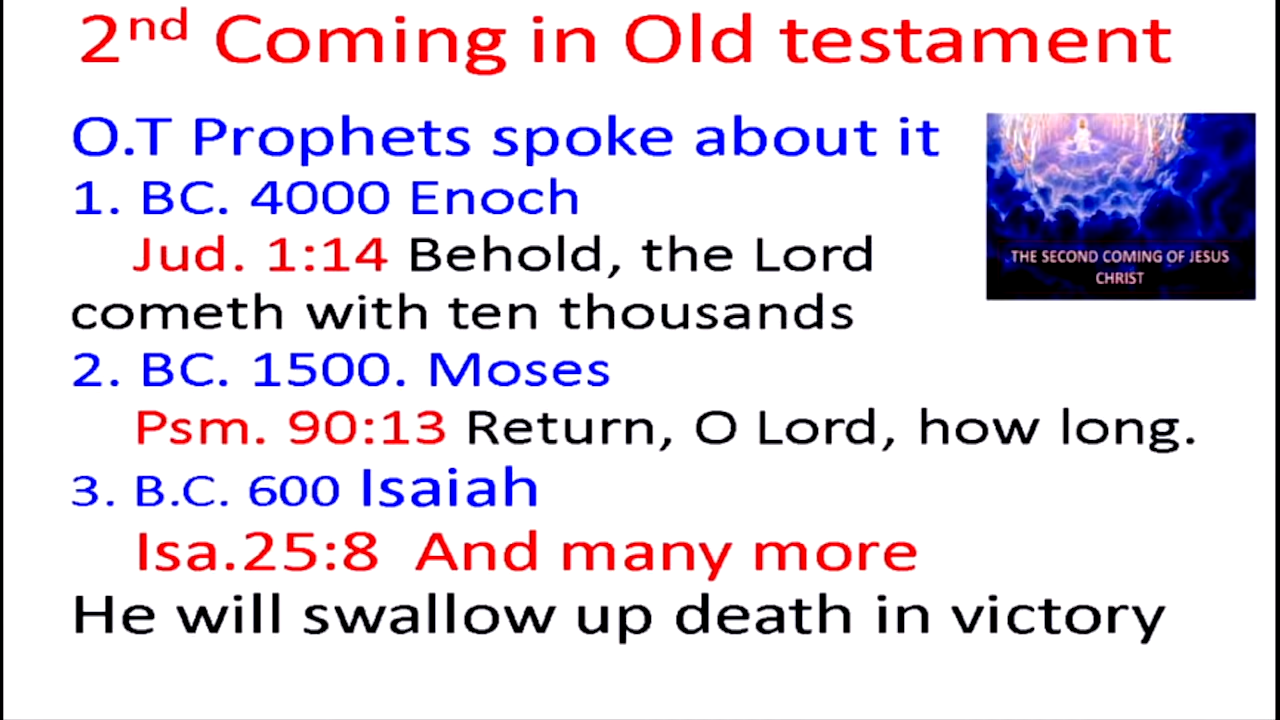 2nd Coming in Old testament
O.T Prophets spoke about it
1. BC. 4000 Enoch
Jud. 1:14 Behold, the Lord
cometh with ten thousands
2. BC. 1500. Moses
Psm. 90:13 Return, O Lord, how long.
3. B.C. 600 Isaiah
Isa.25:8 And many more
He will swallow up death in victory
THE SECOND COMING OF JESUS
CHRIST